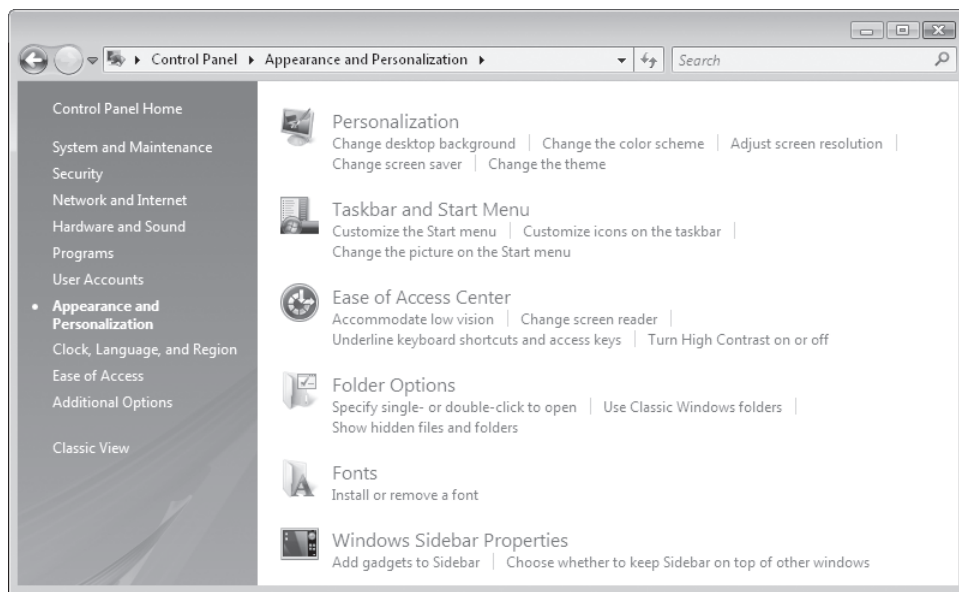 Control Panel Appearance and Personalization Search
Control Panel Home
System and Maintenance
Security
Network and Internet
Hardware and Sound
Programs
User Accounts
Appearance and
Personalization
Clock, Language, and Region
Ease of Access
Additional Options
Classic View
Personalization
Change desktop background Change the color scheme Adjust screen resolution
Change screen saver Change the theme
Taskbar and Start Menu
Customize the Start menu Customize icons on the taskbar
Change the picture on the Start menu
Ease of Access Center
Accommodate low vision Change screen reader
Underline keyboard shortcuts and access keys Turn High Contrast on or off
Folder Options
Specify single- or double-click to open Use Classic Windows folders
Show hidden files and folders
Fonts
Install or remove a font
Windows Sidebar Properties
Add gadgets to Sidebar Choose whether to keep Sidebar on top of other windows